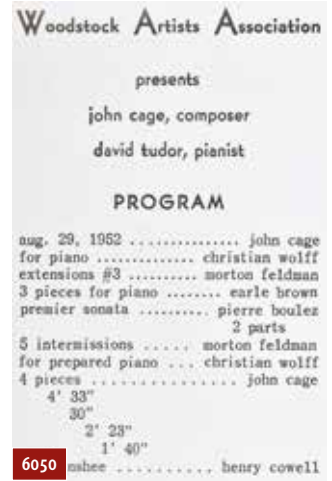 Woodstock Artists Association
presents
john cage, composer
david tudor, pianist
PROGRAM
aug. 29, 1952 .............. john cage
for piano ............. christian wolff
extensions #3 ......... morton feldman
3 pieces for piano ........ earle brown
premier sonata ......... pierre boulez
2 parts
5 intermissions ..... morton feldman
for prepared piano ... christian wolff
4 pieces ............... john cage
4' 33"
30"
2' 23"
1' 40"
6050 nshee .......... henry cowell